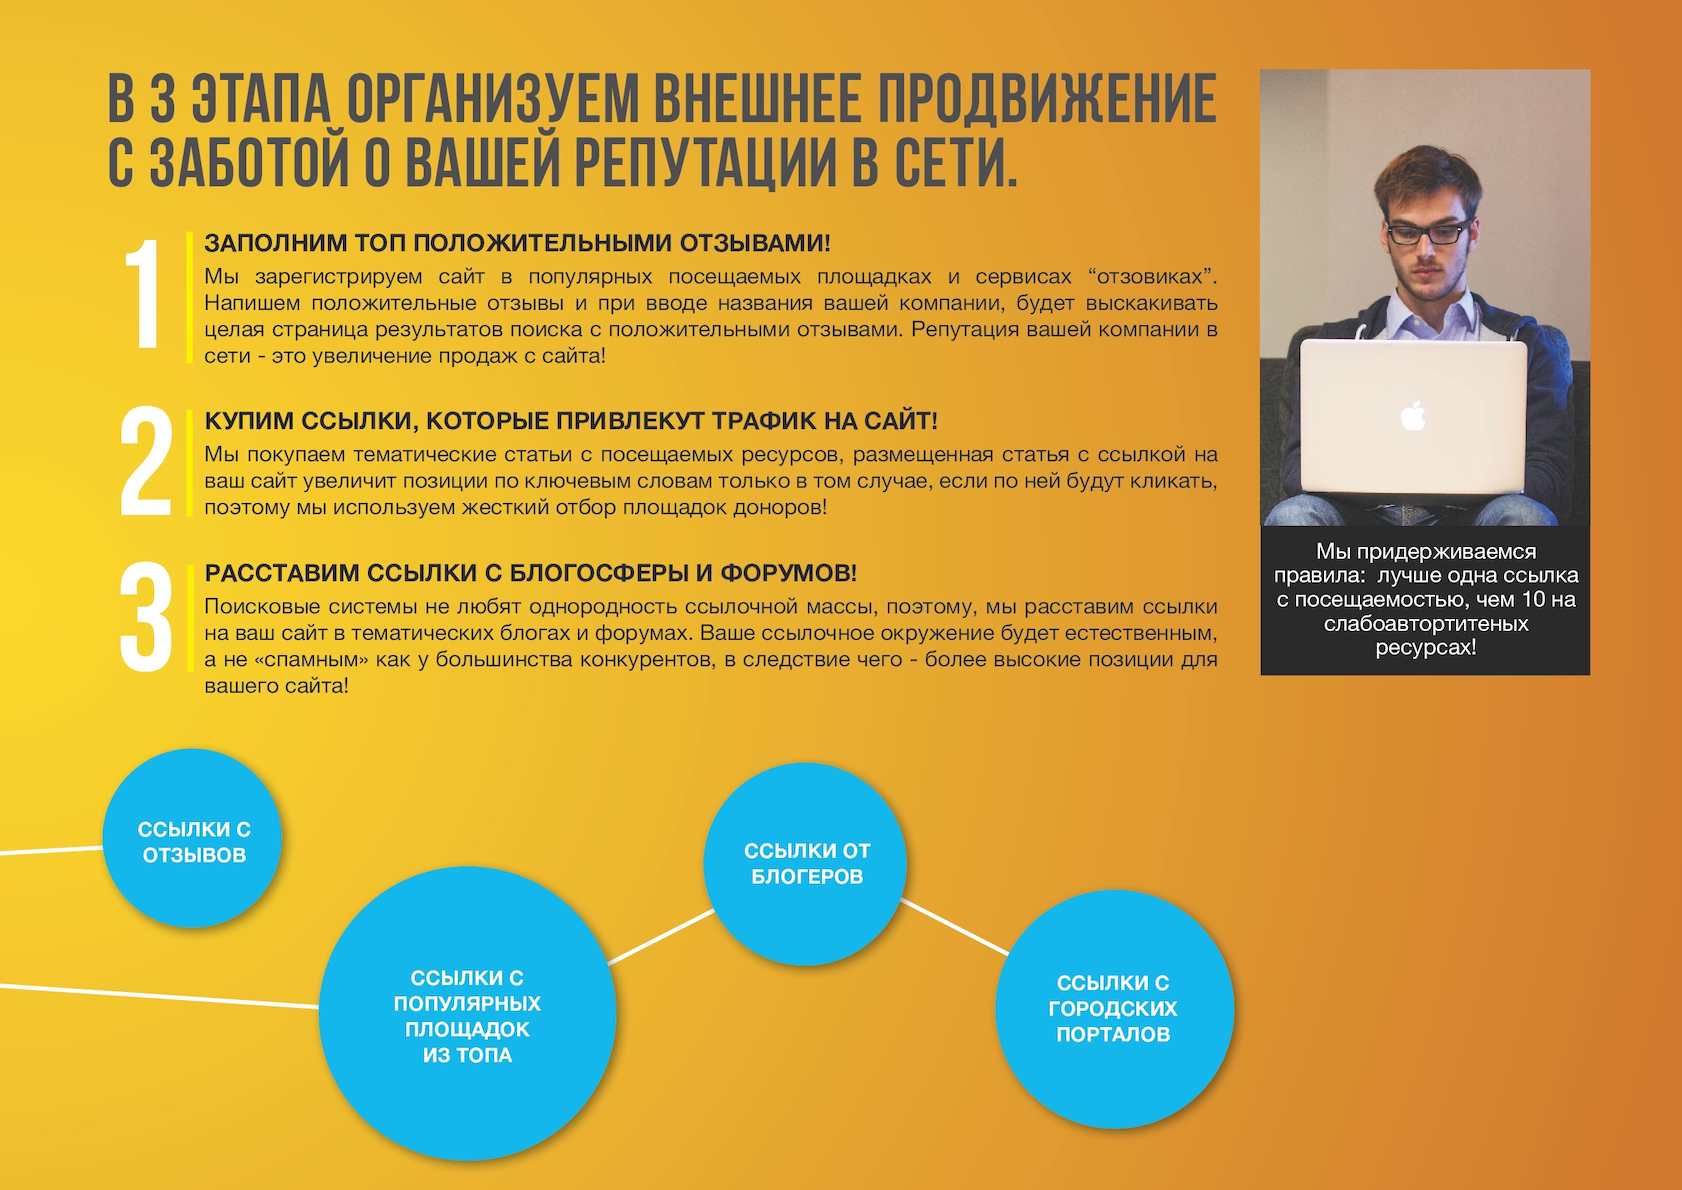 В 3 ЭТАПА ОРГАНИЗУЕМ ВНЕШНЕЕ ПРОДВИЖЕНИЕ
С ЗАБОТОЙ О ВАШЕЙ РЕПУТАЦИИ В СЕТИ.
1
ЗАПОЛНИМ ТОП ПОЛОЖИТЕЛЬНЫМИ ОТЗЫВАМИ!
Мы зарегистрируем сайт в популярных посещаемых площадках и сервисах “отзовиках”.
Напишем положительные отзывы и при вводе названия вашей компании, будет выскакивать
целая страница результатов поиска с положительными отзывами. Репутация вашей компании в
сети - это увеличение продаж с сайта!
2
КУПИМ ССЫЛКИ, КОТОРЫЕ ПРИВЛЕКУТ ТРАФИК НА САЙТ!
Мы покупаем тематические статьи с посещаемых ресурсов, размещенная статья с ссылкой на
ваш сайт увеличит позиции по ключевым словам только в том случае, если по ней будут кликать,
поэтому мы используем жесткий отбор площадок доноров!
3
РАССТАВИМ ССЫЛКИ С БЛОГОСФЕРЫ И ФОРУМОВ!
Поисковые системы не любят однородность ссылочной массы, поэтому, мы расставим ссылки
на ваш сайт в тематических блогах и форумах. Ваше ссылочное окружение будет естественным,
а не «спамным» как у большинства конкурентов, в следствие чего - более высокие позиции для
вашего сайта!
Мы придерживаемся
правила: лучше одна ссылка
с посещаемостью, чем 10 на
слабоавтортитеных
ресурсах!
ССЫЛКИ С
ОТЗЫВОВ
ССЫЛКИ С
ПОПУЛЯРНЫХ
ПЛОЩАДОК
ИЗ ТОПА
ССЫЛКИ ОТ
БЛОГЕРОВ
ССЫЛКИ С
ГОРОДСКИХ
ПОРТАЛОВ